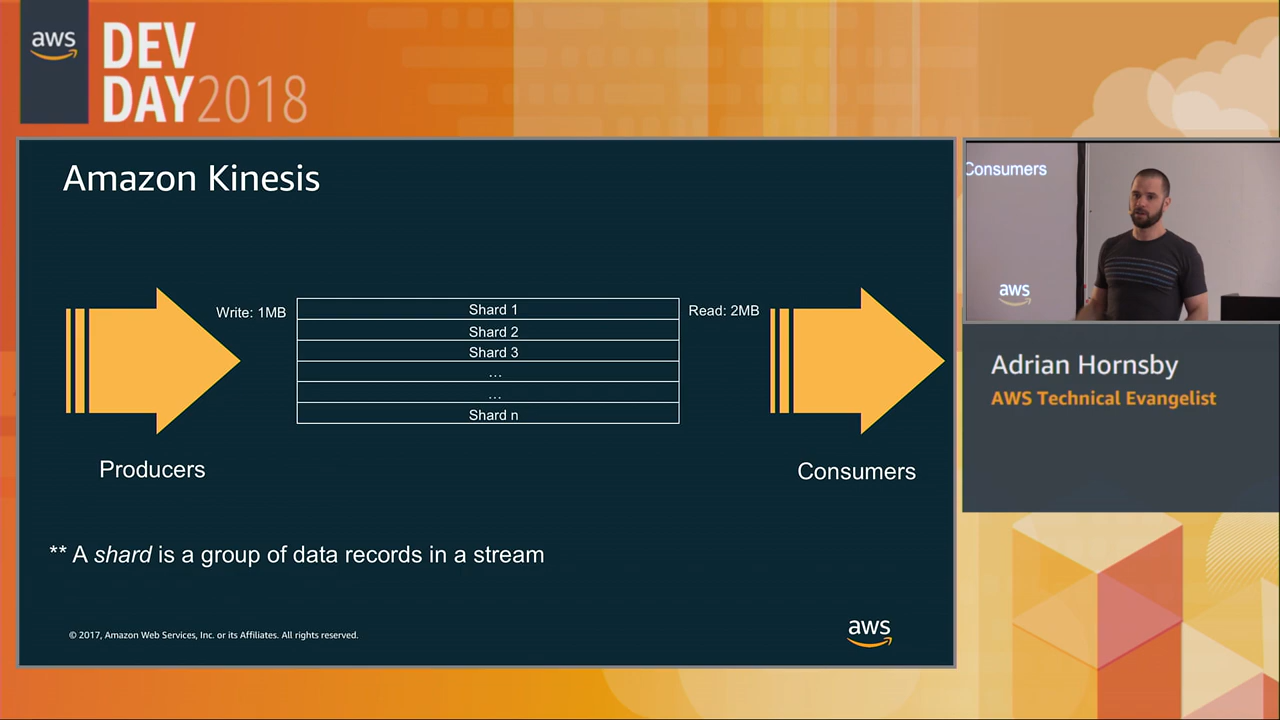 aws
DEV
DAY2018
Amazon Kinesis
Write: 1MB
Shard 1
Shard 2
Shard 3
...
...
Shard n
Read: 2MB
Producers
Consumers
** A shard is a group of data records in a stream
© 2017, Amazon Web Services, Inc. or its Affiliates. All rights reserved.
aws
Consumers
aws
Adrian Hornsby
AWS Technical Evangelist